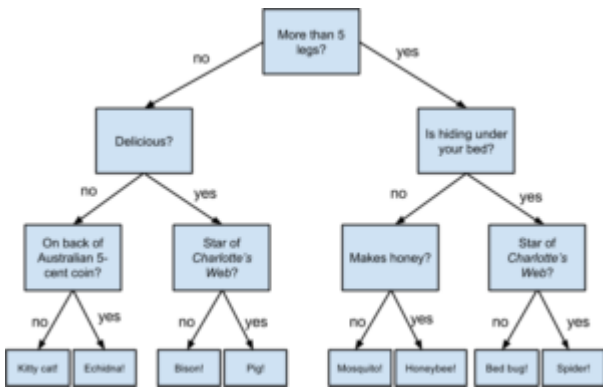 More than 5
legs?
no
yes
Delicious?
Is hiding under
your bed?
no
yes
no
yes
On back of
Australian 5-
cent coin?
Star of
Charlotte's
Web?
Makes honey?
Star of
Charlotte's
Web?
no
yes
no
yes
no
yes
no
yes
Kitty cat!
Echidna!
Bison!
Pig!
Mosquito!
Honeybee!
Bed bug!
Spider!